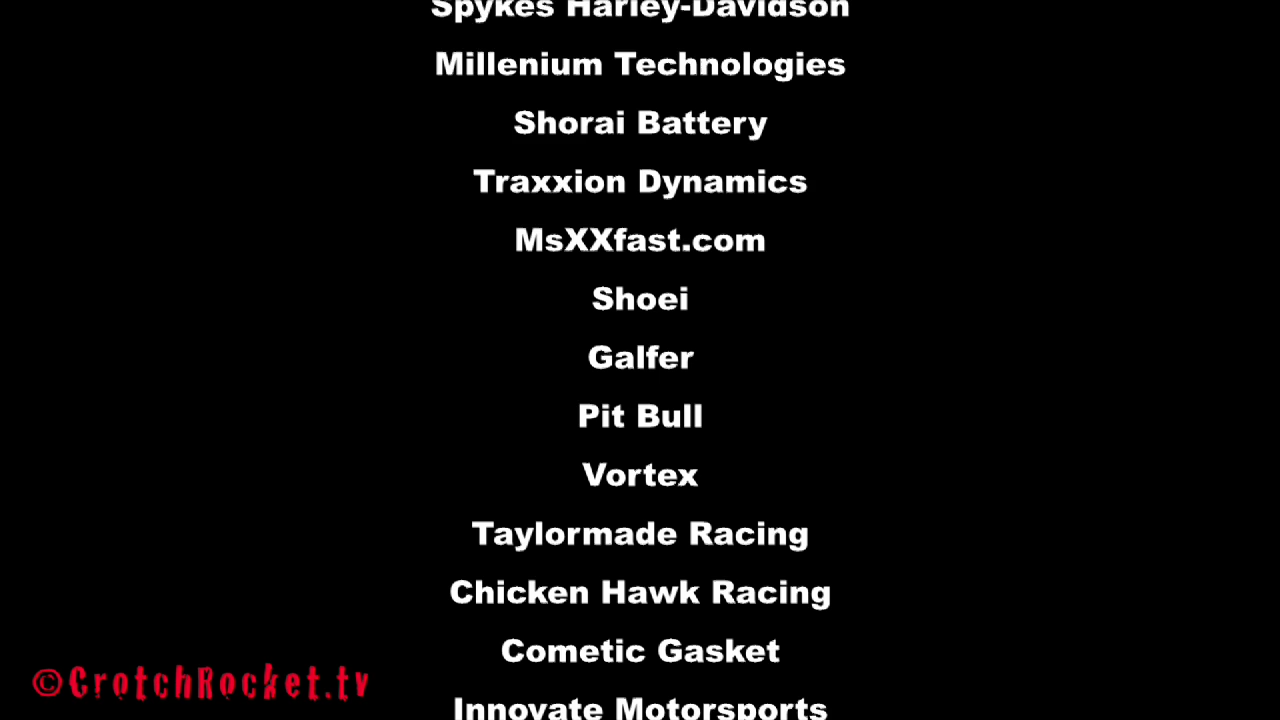 Spykes Harley-Davidson
Millenium Technologies
Shorai Battery
Traxxion Dynamics
MsXXfast.com
Shoei
Galfer
Pit Bull
Vortex
Taylormade Racing
Chicken Hawk Racing
Cometic Gasket
©CrotchRocket.tv
Innovate Motorsports